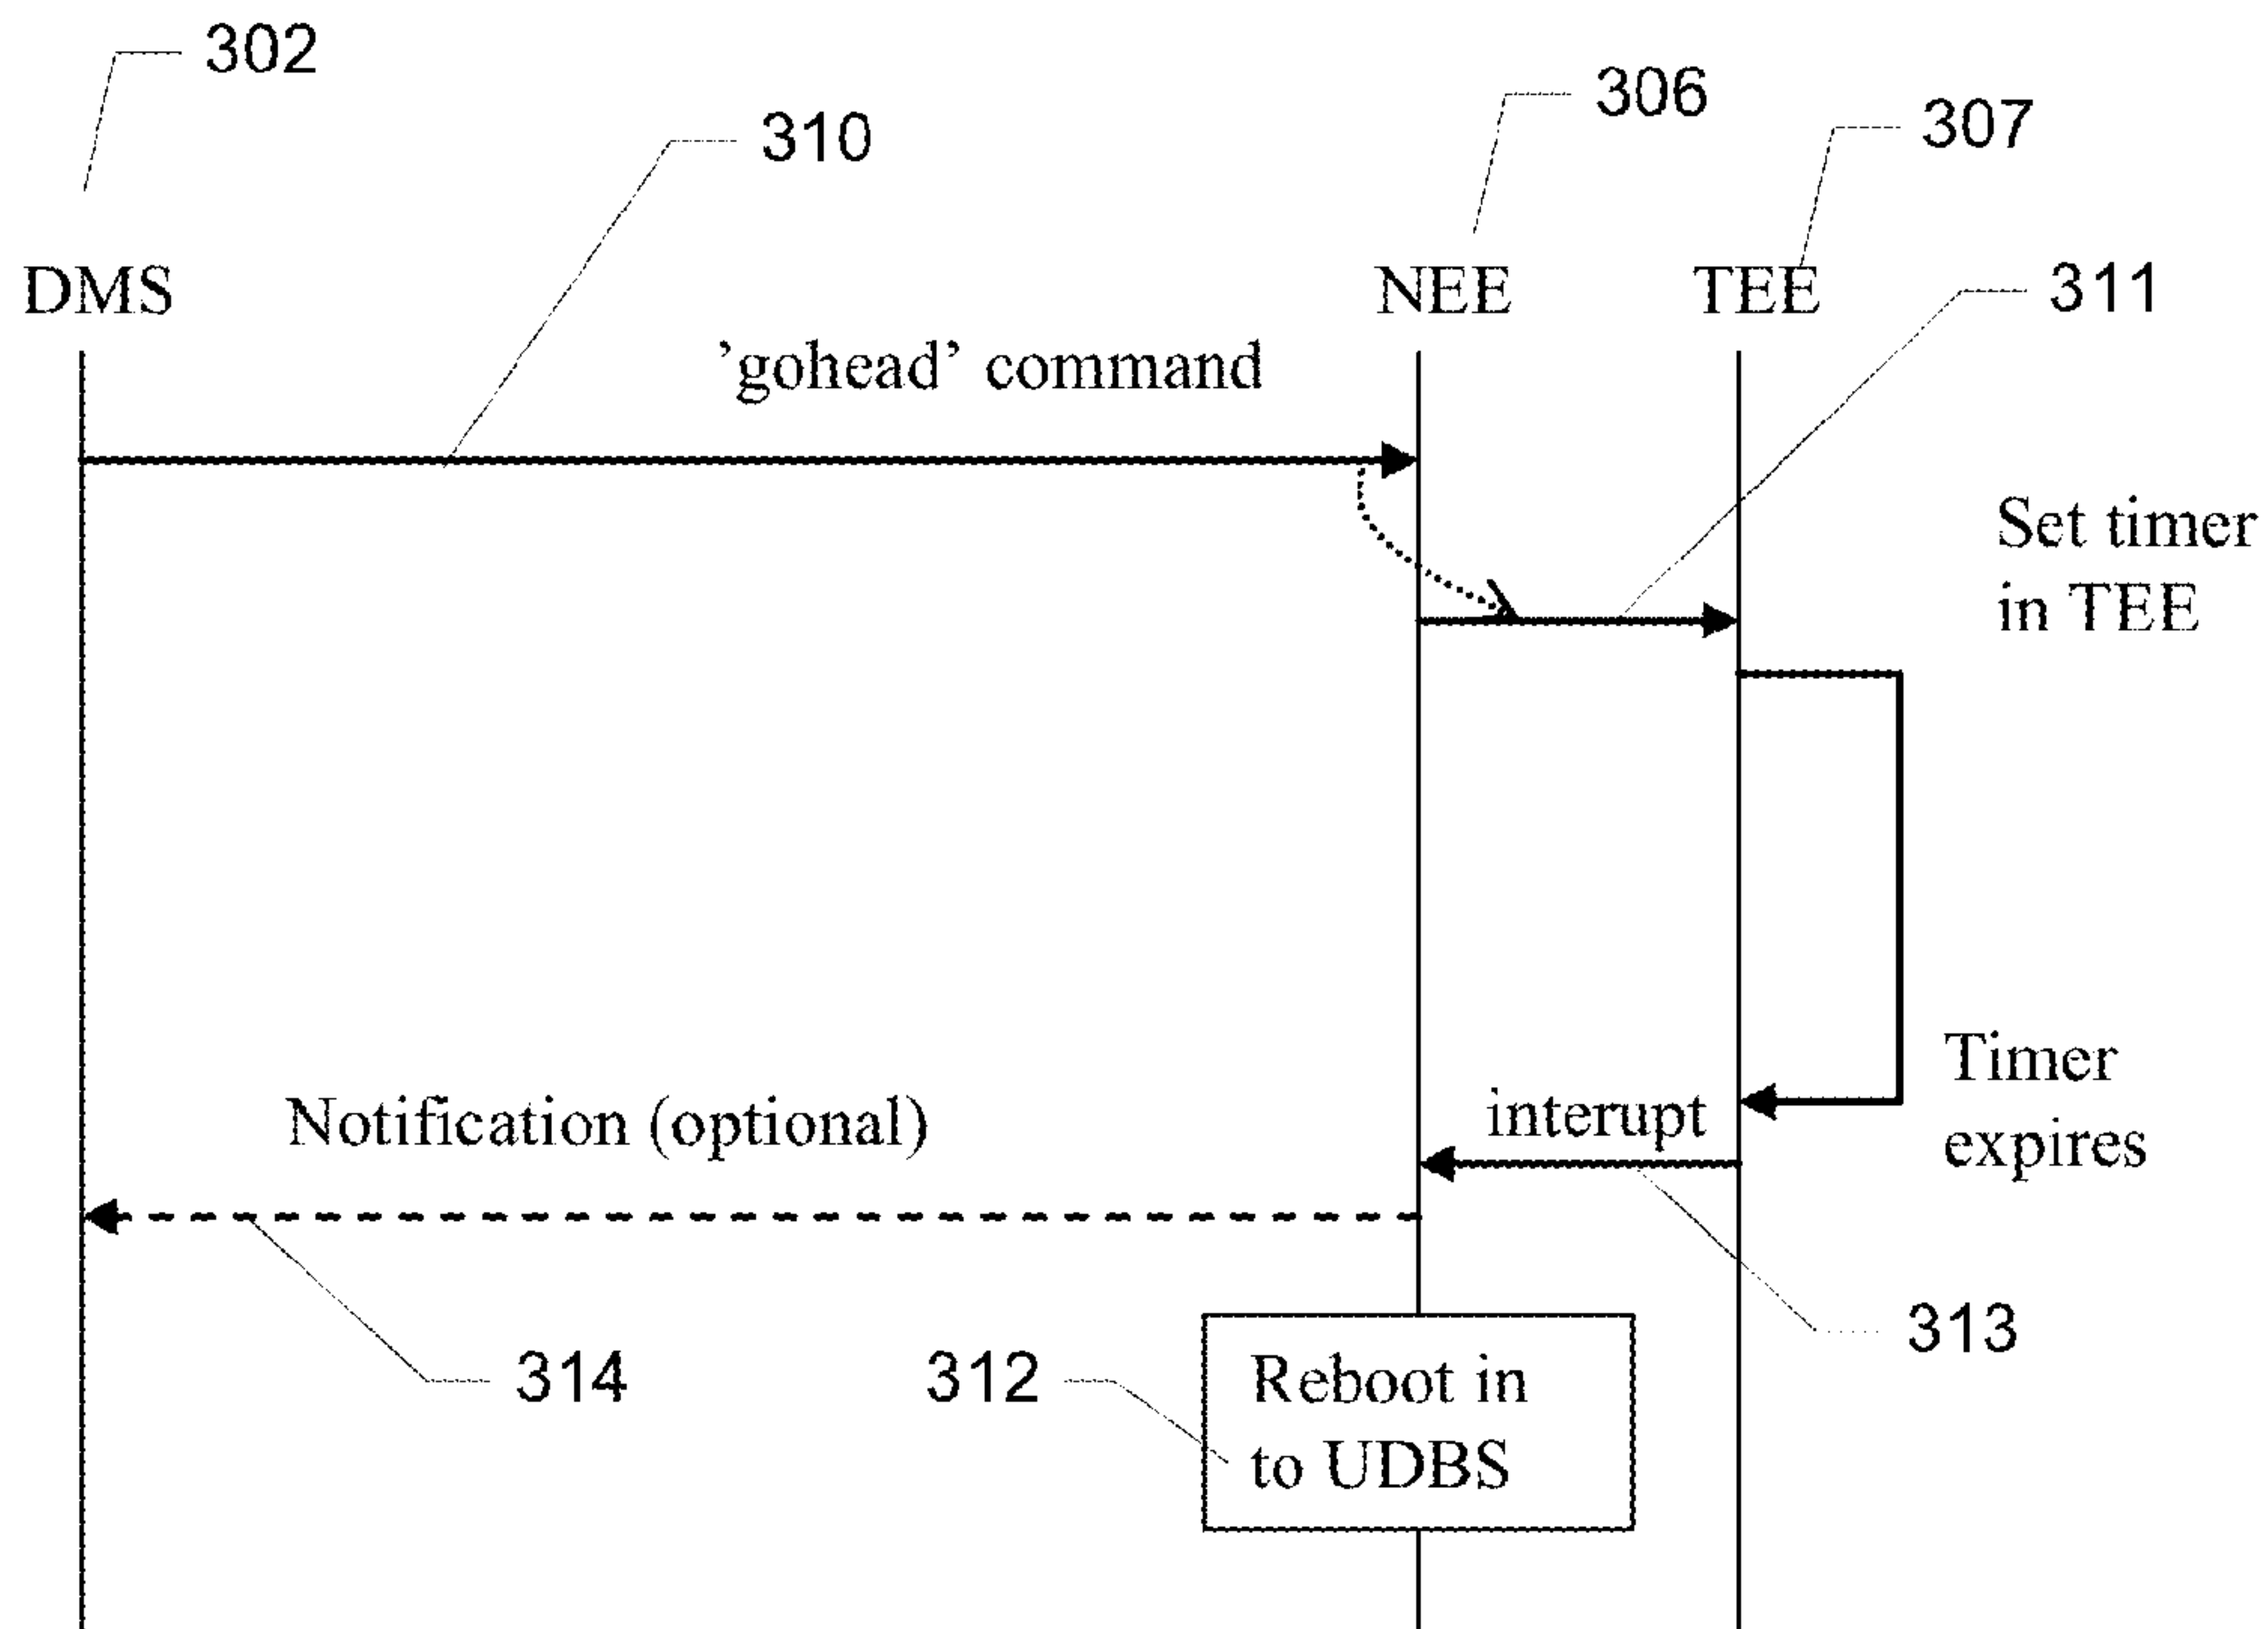 302
306
310
307
DMS
NEE
TEE
311
’gohead’ command
Set timer
in TEE
Timer
expires
Notification (optional)
interupt
313
314
312
Reboot in
to UDBS